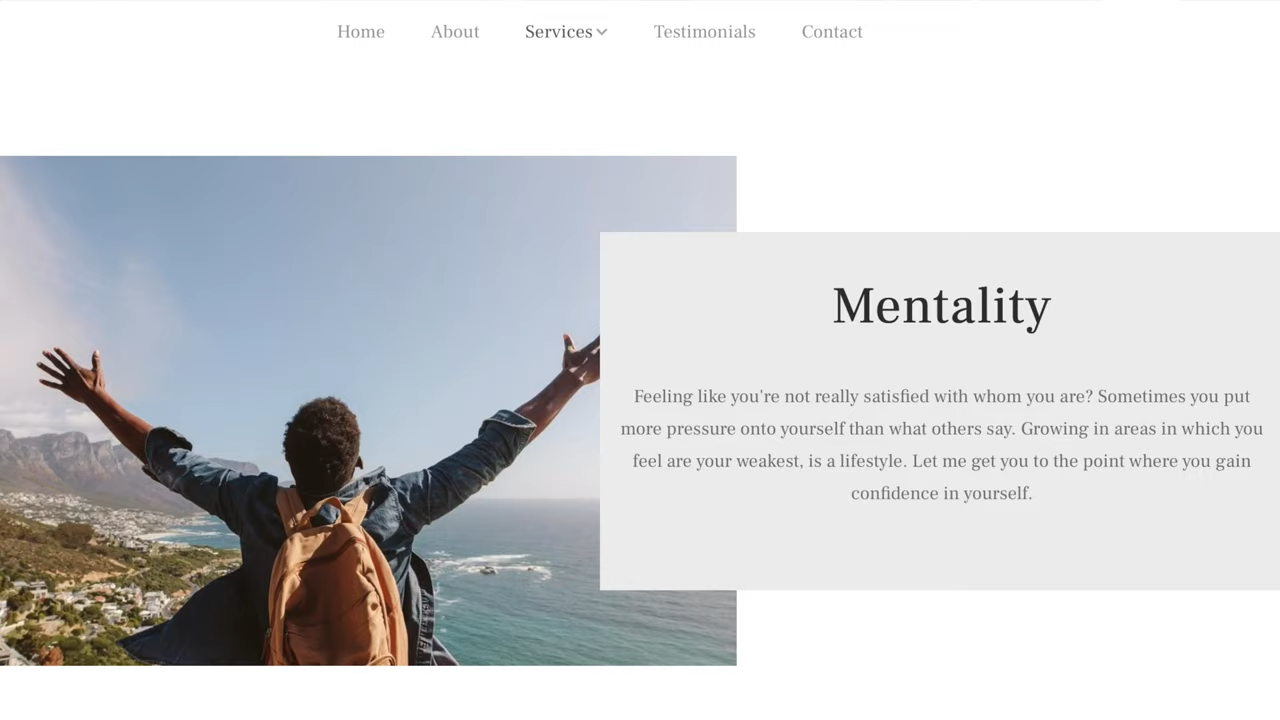 Home About Services Testimonials Contact
Mentality
Feeling like you're not really satisfied with whom you are? Sometimes you put
more pressure onto yourself than what others say. Growing in areas in which you
feel are your weakest, is a lifestyle. Let me get you to the point where you gain
confidence in yourself.